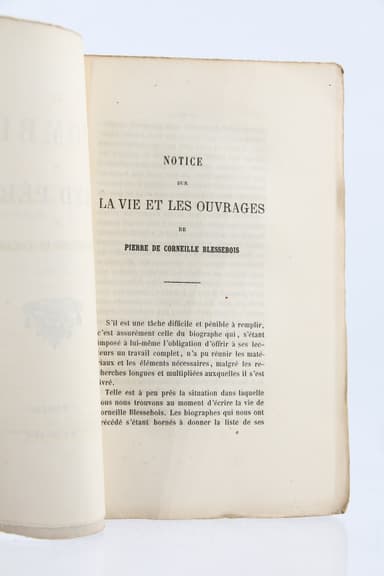 NOTICE
SUR
LA VIE ET LES OUVRAGES
DE
PIERRE DE CORNEILLE BLESSEBOIS
S'il est une tâche difficile et pénible à remplir,
c'est assurément celle du biographe qui, s'étant
imposé à lui-même l'obligation d'offrir à ses lec-
teurs un travail complet, n'a pu réunir les maté-
riaux et les éléments nécessaires, malgré les re-
cherches longues et multipliées auxquelles il s'est
livré.
Telle est à peu près la situation dans laquelle
nous nous trouvons au moment d'écrire la vie de
Corneille Blessebois. Les biographes qui nous ont
précédé s'étant bornés à donner la liste de ses